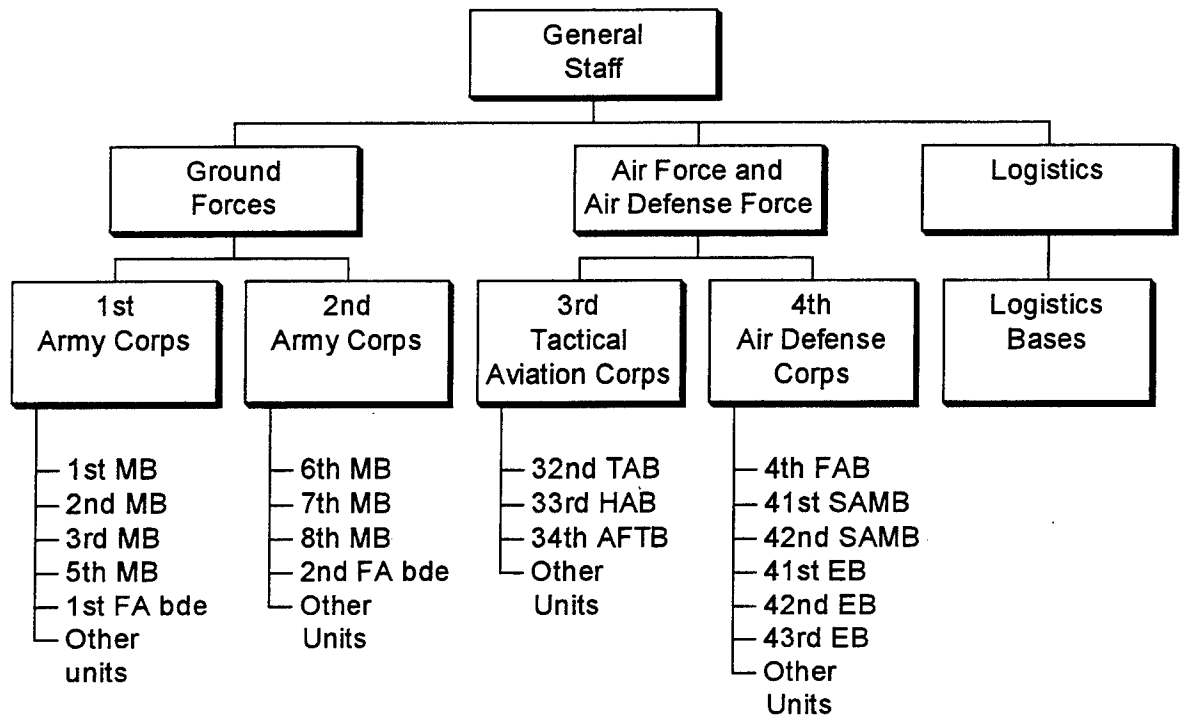 General
Staff
Ground
Forces
Air Force and
Air Defense Force
Logistics
1st
Army Corps
2nd
Army Corps
3rd
Tactical
Aviation Corps
4th
Air Defense
Corps
Logistics
Bases
1st MB
2nd MB
3rd MB
5th MB
1st FA bde
Other
units
6th MB
7th MB
8th MB
2nd FA bde
Other
Units
32nd TAB
33rd HAB
34th AFTB
Other
Units
4th FAB
41st SAMB
42nd SAMB
41st EB
42nd EB
43rd EB
Other
Units